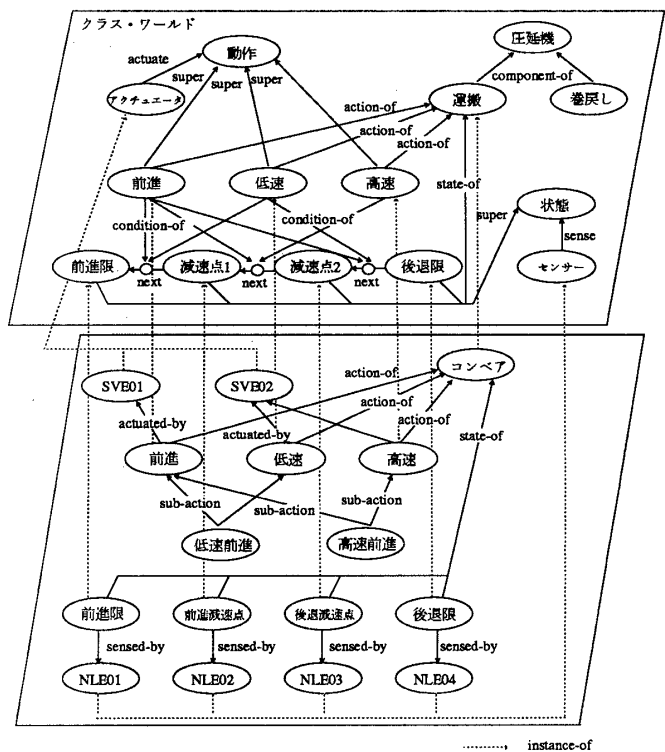 クラス・ワールド
動作
圧延機
actuate
super
super
super
component-of
アクチュエータ
運搬
巻戻し
action-of
action-of
action-of
前進
低速
高速
state-of
condition-of
condition-of
super
状態
sense
前進限
減速点1
減速点2
後退限
センサー
next
next
next
コンベア
SVE01
SVE02
action-of
action-of
action-of
actuated-by
actuated-by
state-of
前進
低速
高速
sub-action
sub-action
sub-action
低速前進
高速前進
前進限
前進減速点
後退減速点
後退限
sensed-by
sensed-by
sensed-by
sensed-by
NLE01
NLE02
NLE03
NLE04
instance-of